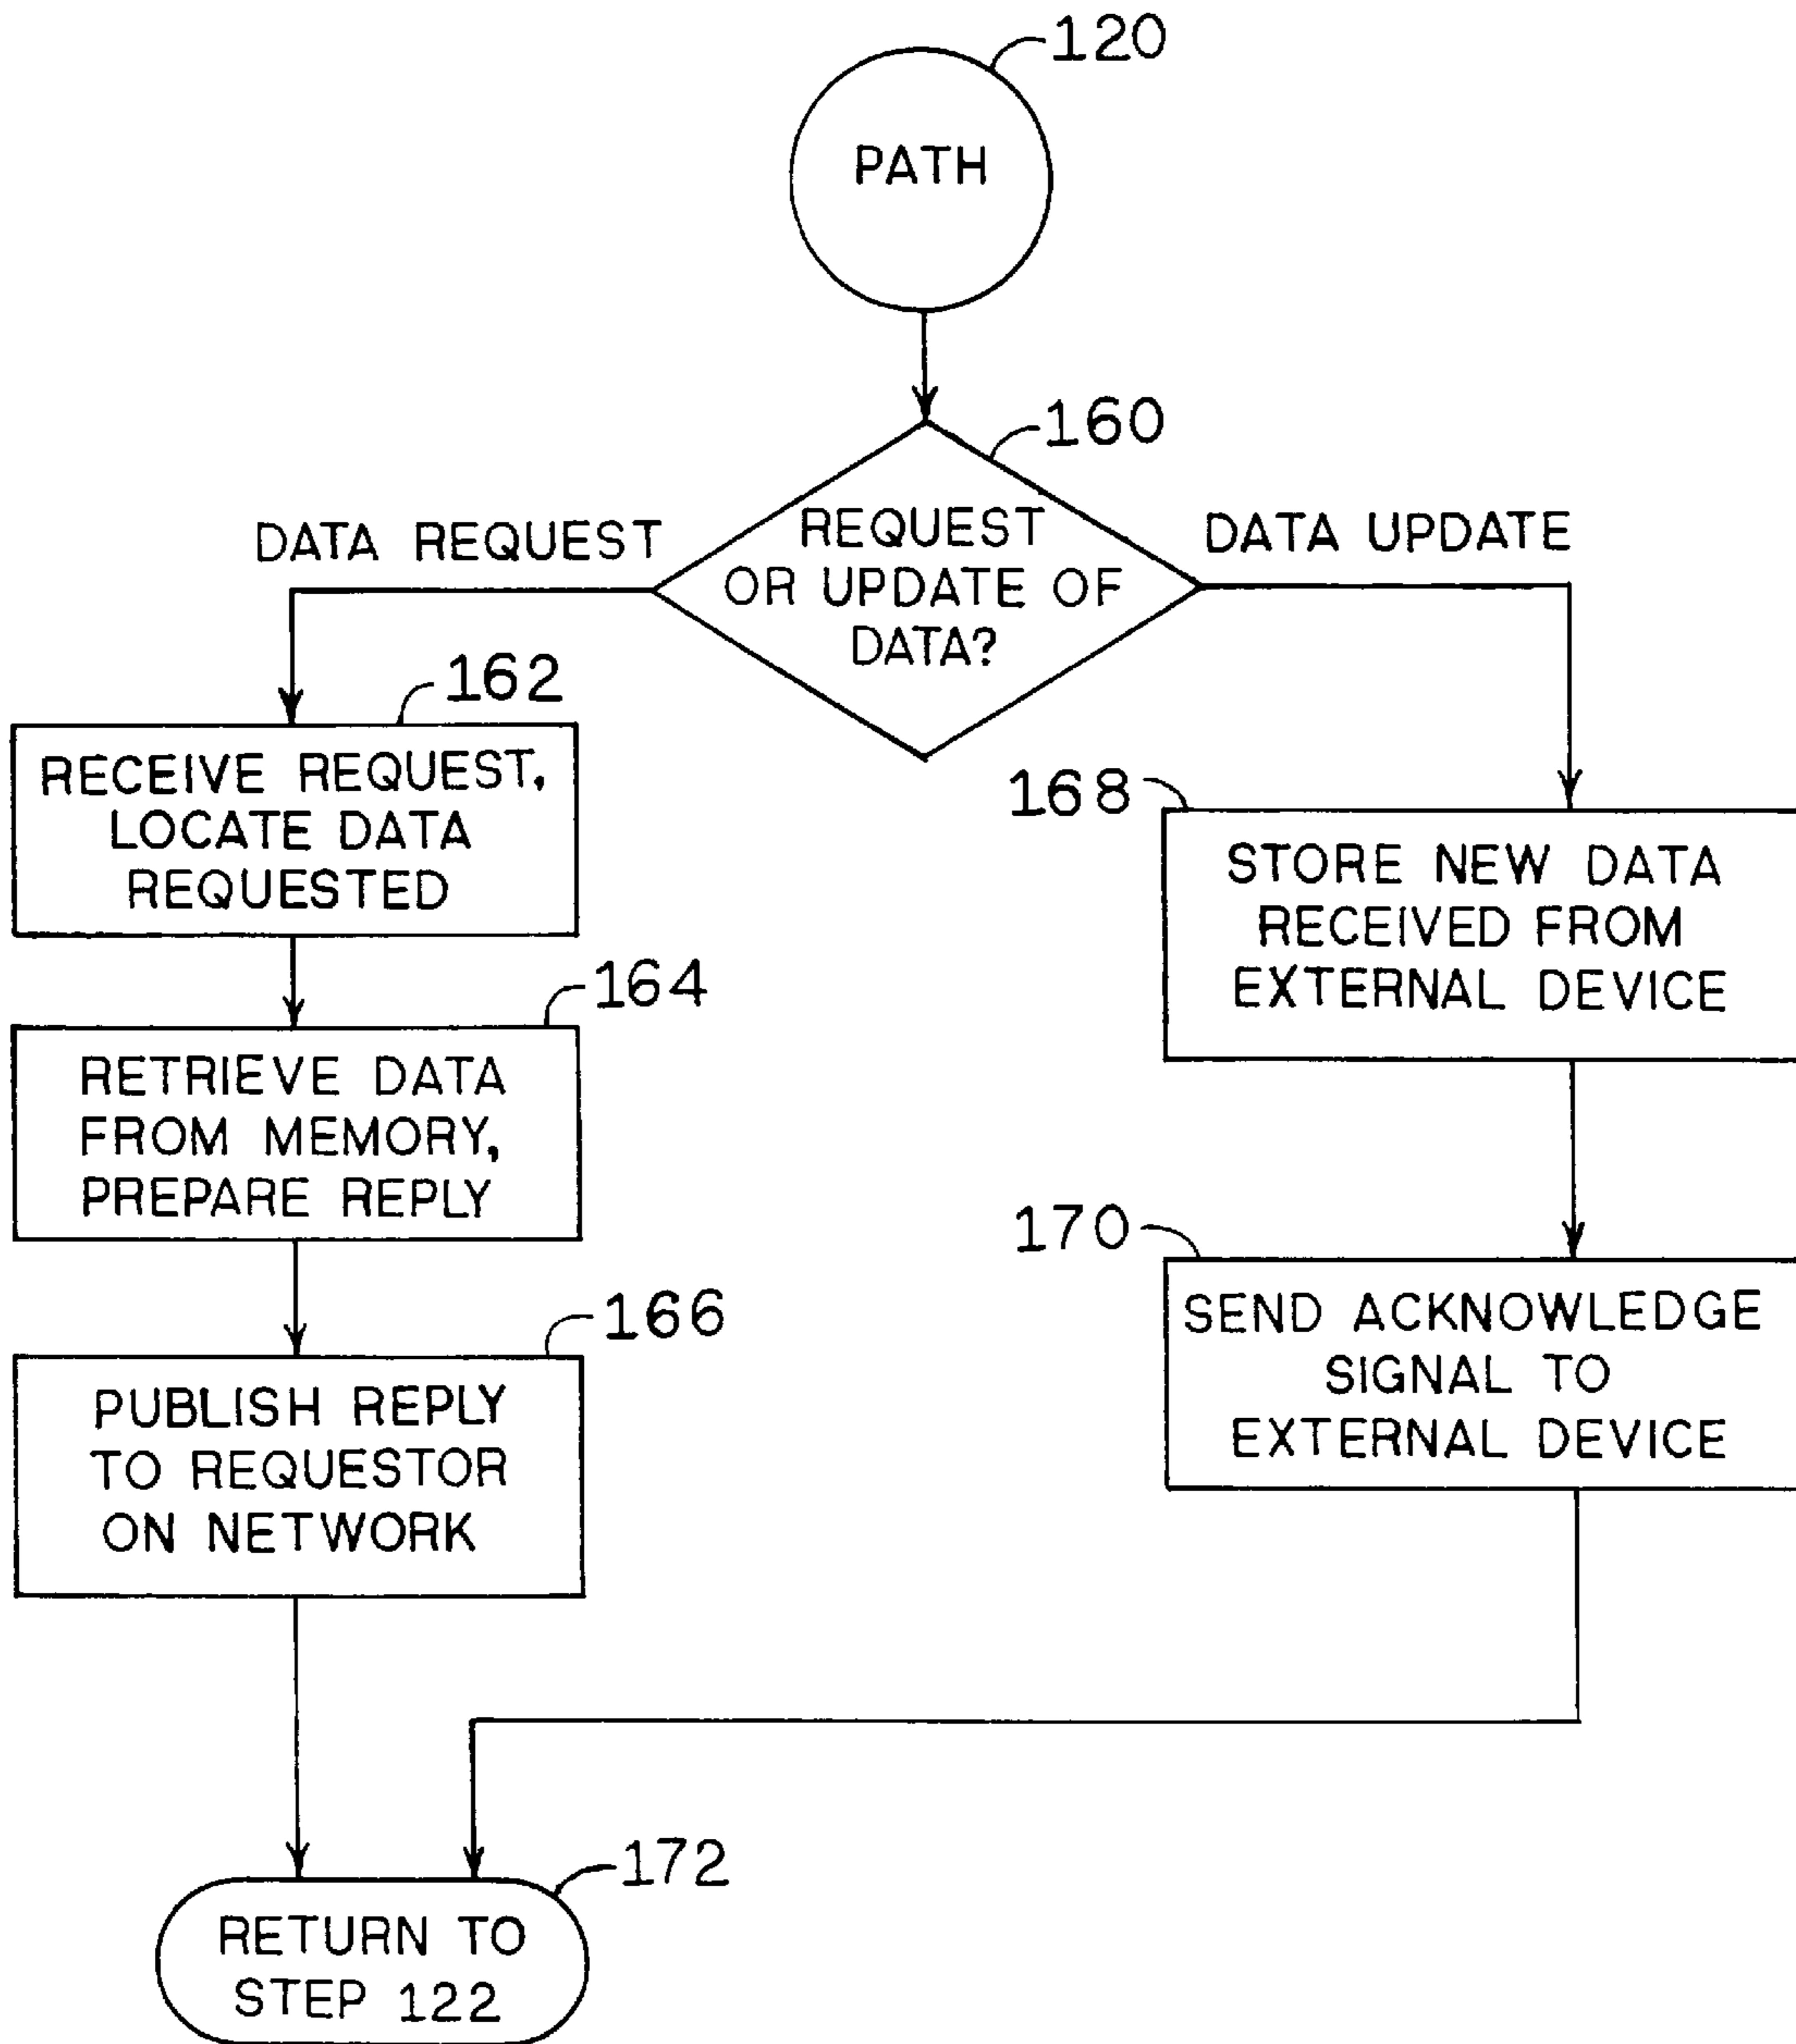 120
PATH
160
REQUEST
OR UPDATE OF
DATA?
DATA REQUEST
DATA UPDATE
162
RECEIVE REQUEST,
LOCATE DATA
REQUESTED
164
RETRIEVE DATA
FROM MEMORY,
PREPARE REPLY
166
PUBLISH REPLY
TO REQUESTOR
ON NETWORK
168
STORE NEW DATA
RECEIVED FROM
EXTERNAL DEVICE
170
SEND ACKNOWLEDGE
SIGNAL TO
EXTERNAL DEVICE
172
RETURN TO
STEP 122